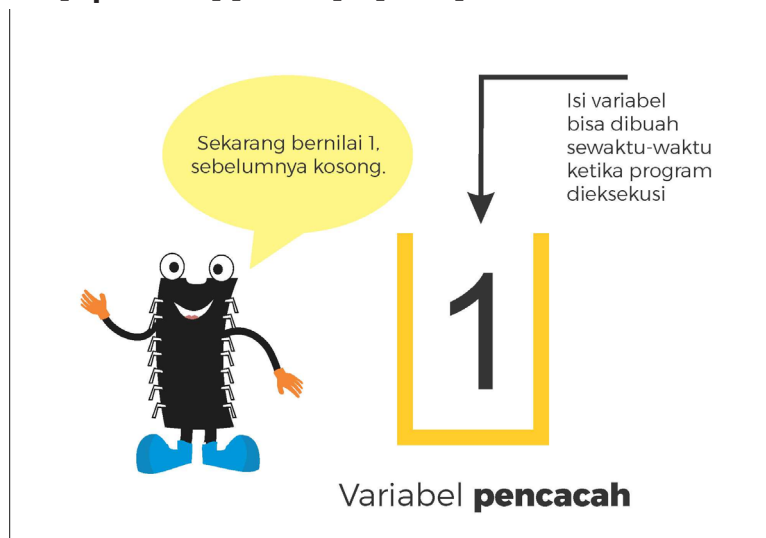 Sekarang bernilai 1,
sebelumnya kosong.
Isi variabel
bisa dibuah
sewaktu-waktu
ketika program
dieksekusi
1
Variabel pencacah